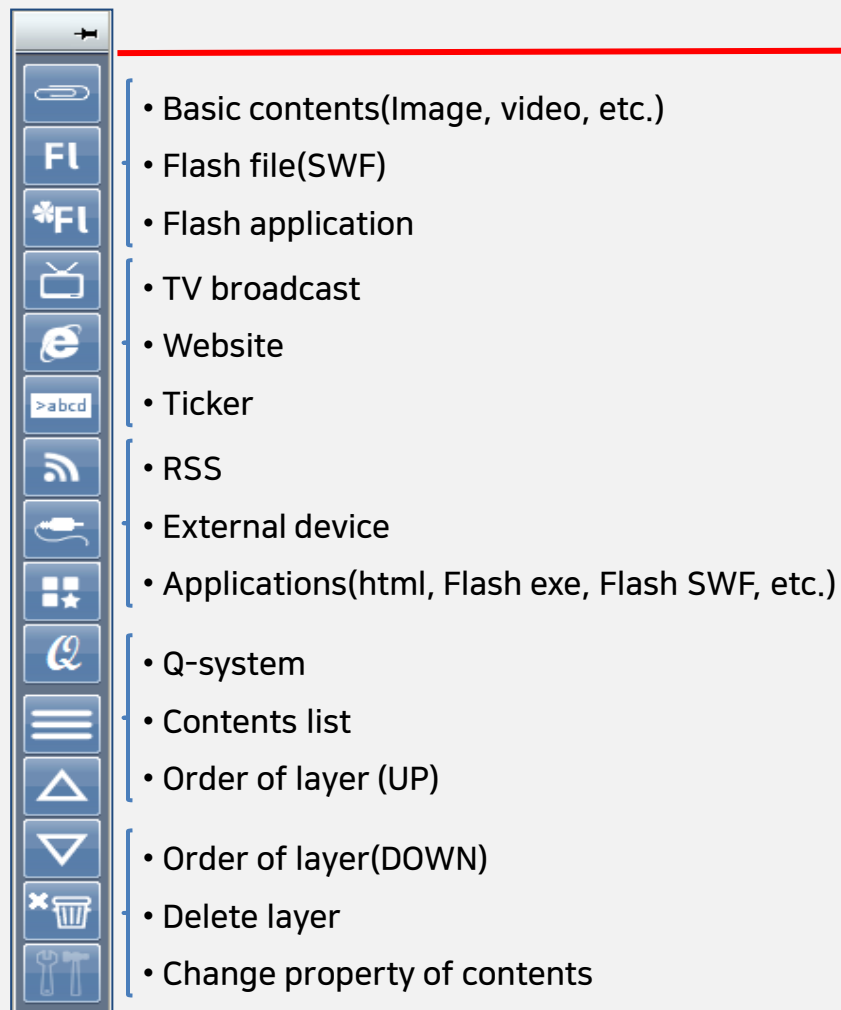 • Basic contents(Image, video, etc.)
Fl
• Flash file(SWF)
*Fl
• Flash application
• TV broadcast
e
• Website
>abcd
• Ticker
• RSS
• External device
• Applications(html, Flash exe, Flash SWF, etc.)
Q
• Q-system
• Contents list
• Order of layer (UP)
• Order of layer(DOWN)
• Delete layer
• Change property of contents